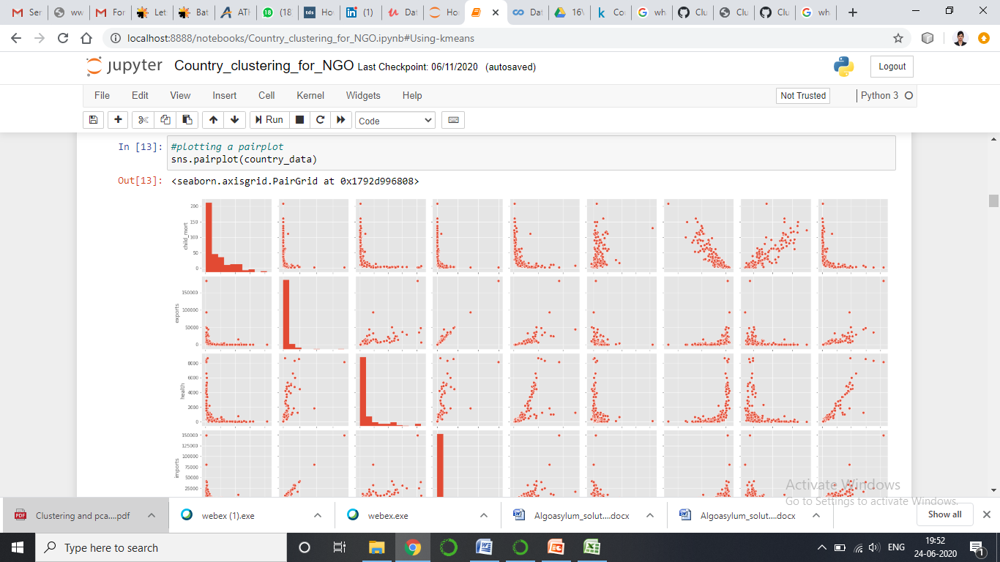 Ser
ww
For
Let
Bat
ATH
(18
tds
Ho
(1)
Dat
Ho
Dat
16\
Co
wh
Clu
Clu
Clu
wh
localhost:8888/notebooks/Country_clustering_for_NGO.ipynb#Using-kmeans
jupyter Country_clustering_for_NGO Last Checkpoint: 06/11/2020 (autosaved)
Logout
File Edit View Insert Cell Kernel Widgets Help
Not Trusted
Python 3
Run
Code
In [13]: #plotting a pairplot
sns.pairplot(country_data)
Out[13]: <seaborn.axisgrid.PairGrid at 0x1792d996808>
200
150
100
50
0
child_mort
150000
100000
50000
0
exports
8000
6000
4000
2000
0
health
150000
125000
100000
75000
50000
25000
imports
Activate Windows
Go to Settings to activate Windows.
PDF
Clustering and pca....pdf
webex (1).exe
webex.exe
Algoasylum_solut....docx
Algoasylum_solut....docx
Show all
Type here to search
ENG
19:52
24-06-2020
1